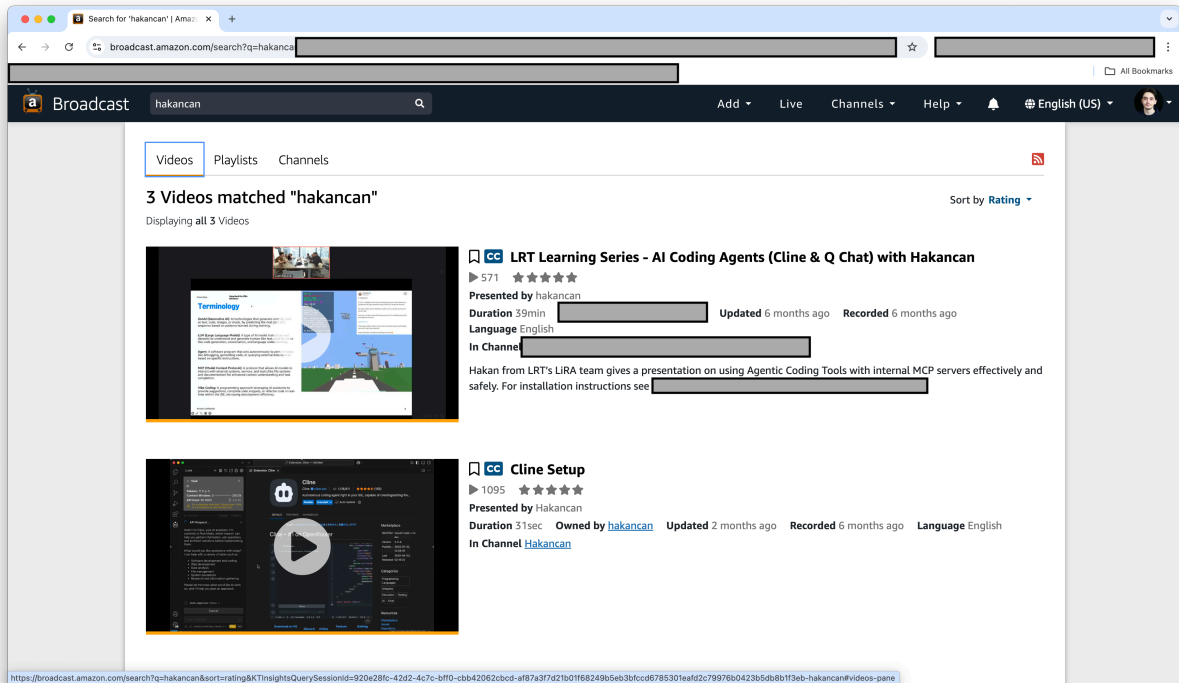 Search for 'hakancan' | Amaz
broadcast.amazon.com/search?q=hakanca
All Bookmarks
a Broadcast hakancan Add Live Channels Help English (US)
Videos Playlists Channels
3 Videos matched "hakancan"
Sort by Rating
Displaying all 3 Videos
CC LRT Learning Series - AI Coding Agents (Cline & Q Chat) with Hakancan
571
Presented by hakancan
Duration 39min Updated 6 months ago Recorded 6 months ago
Language English
In Channel
Hakan from LRT's LiRA team gives a presentation on using Agentic Coding Tools with internal MCP servers effectively and
safely. For installation instructions see
Terminology
CC Cline Setup
1095
Presented by Hakancan
Duration 31sec Owned by hakancan Updated 2 months ago Recorded 6 months ago Language English
In Channel Hakancan
Cline
https://broadcast.amazon.com/search?q=hakancan&sort=rating&KTInsightsQuerySessionId=920e28fc-42d2-4c7c-bff0-cbb42062cbcd-af87a3f7d21b01f68249b5eb3bfccd6785301eafd2c79976b0423b5db8b1f3eb-hakancan#videos-pane